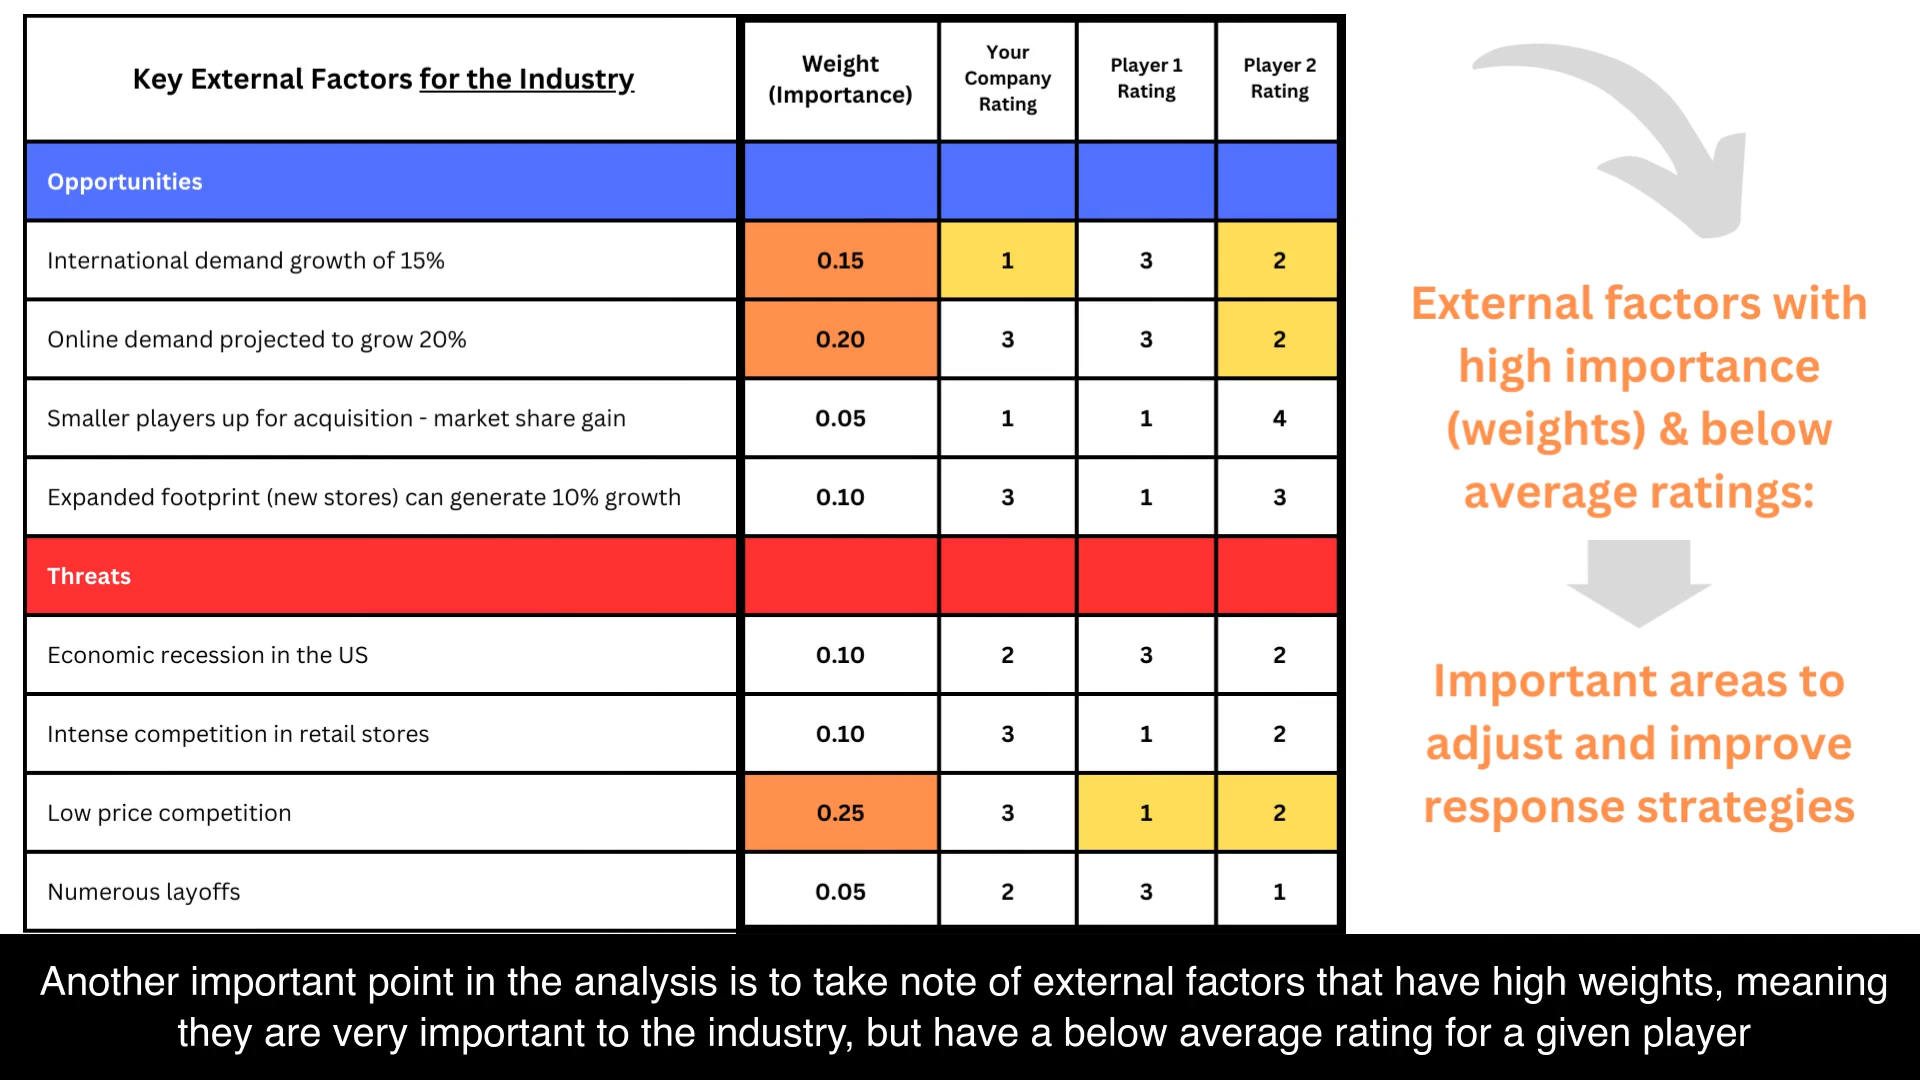 Key External Factors for the Industry
Weight
(Importance)
Your
Company
Rating
Player 1
Rating
Player 2
Rating
Opportunities
International demand growth of 15% 0.15 1 3 2
Online demand projected to grow 20% 0.20 3 3 2
Smaller players up for acquisition - market share gain 0.05 1 1 4
Expanded footprint (new stores) can generate 10% growth 0.10 3 1 3
Threats
Economic recession in the US 0.10 2 3 2
Intense competition in retail stores 0.10 3 1 2
Low price competition 0.25 3 1 2
Numerous layoffs 0.05 2 3 1
External factors with
high importance
(weights) & below
average ratings:
Important areas to
adjust and improve
response strategies
Another important point in the analysis is to take note of external factors that have high weights, meaning
they are very important to the industry, but have a below average rating for a given player